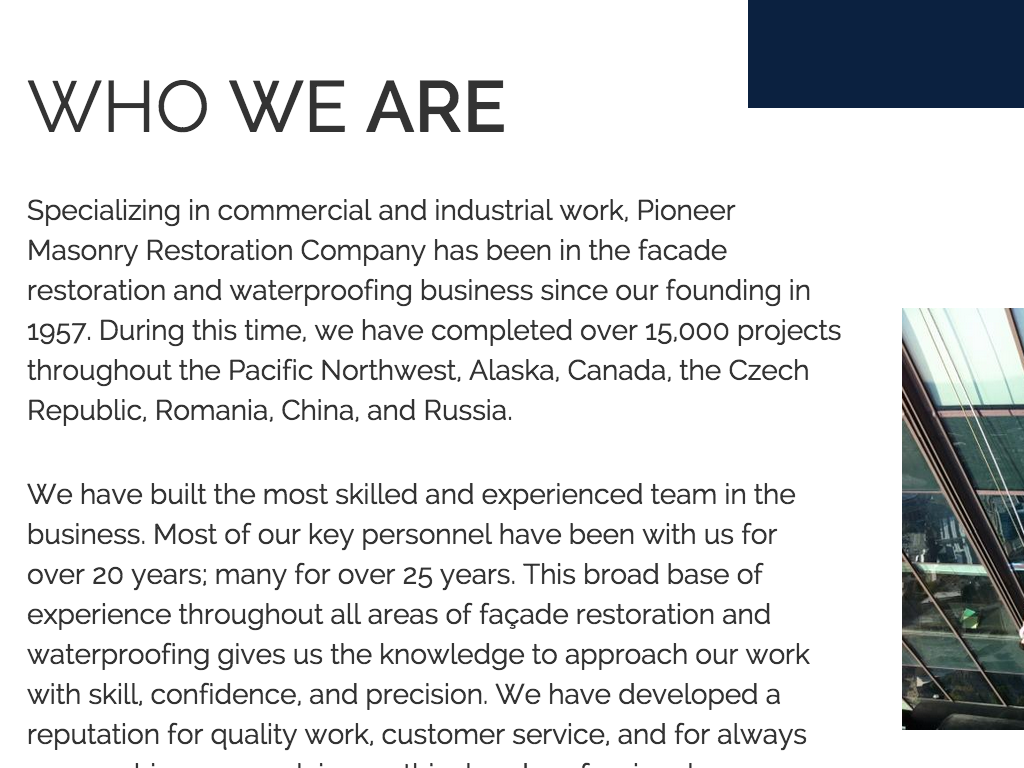 WHO WE ARE
Specializing in commercial and industrial work, Pioneer
Masonry Restoration Company has been in the facade
restoration and waterproofing business since our founding in
1957. During this time, we have completed over 15,000 projects
throughout the Pacific Northwest, Alaska, Canada, the Czech
Republic, Romania, China, and Russia.
We have built the most skilled and experienced team in the
business. Most of our key personnel have been with us for
over 20 years; many for over 25 years. This broad base of
experience throughout all areas of façade restoration and
waterproofing gives us the knowledge to approach our work
with skill, confidence, and precision. We have developed a
reputation for quality work, customer service, and for always